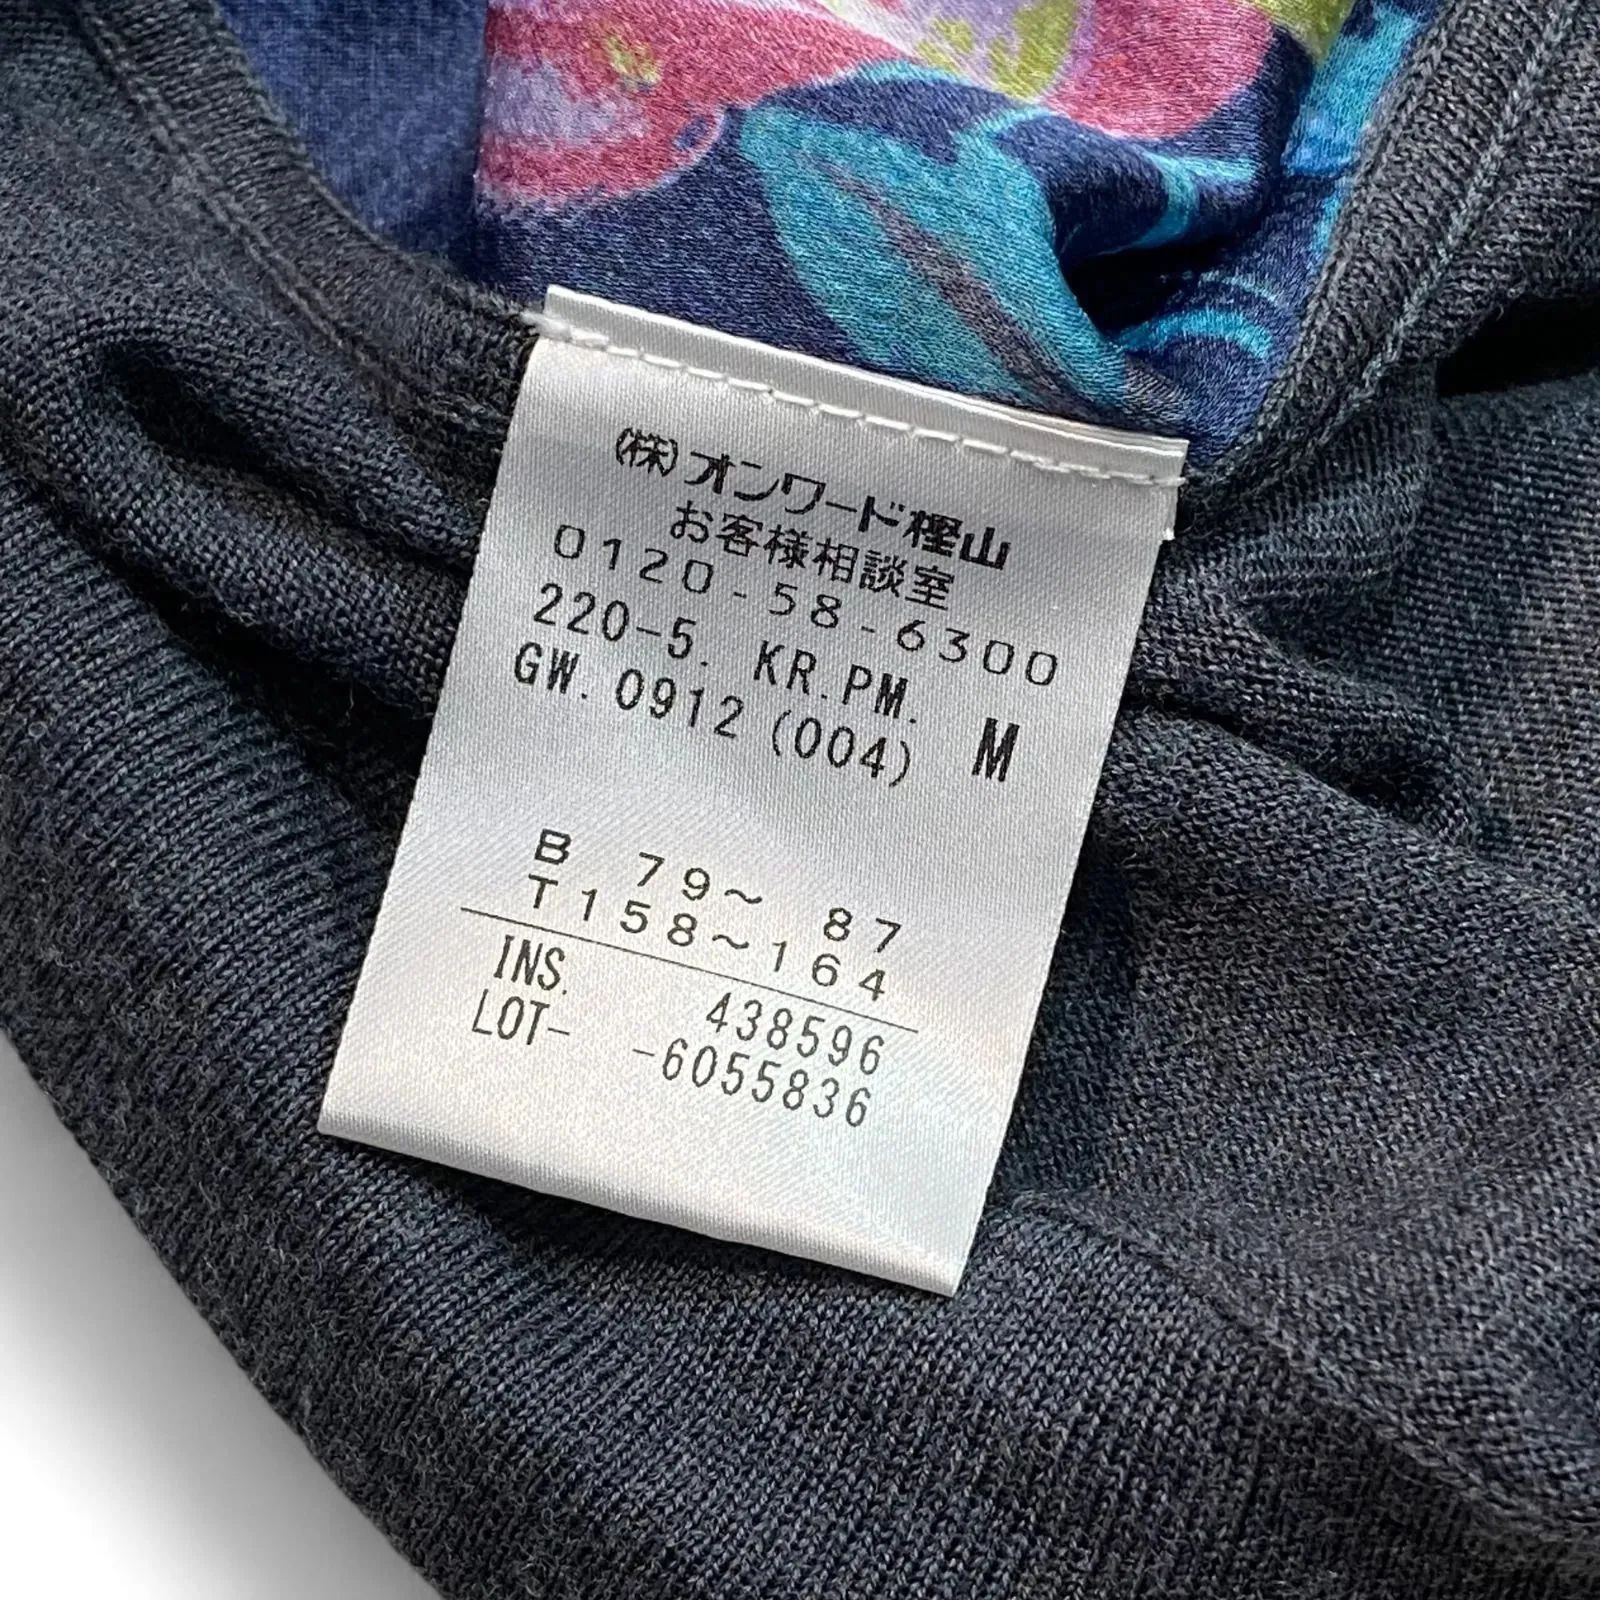 (株)オンワード樫山
お客様相談室
0120-58-6300
220-5. KR.PM.
GW. 0912 (004) M
B 79～ 87
T158～164
INS. 438596
LOT- -6055836